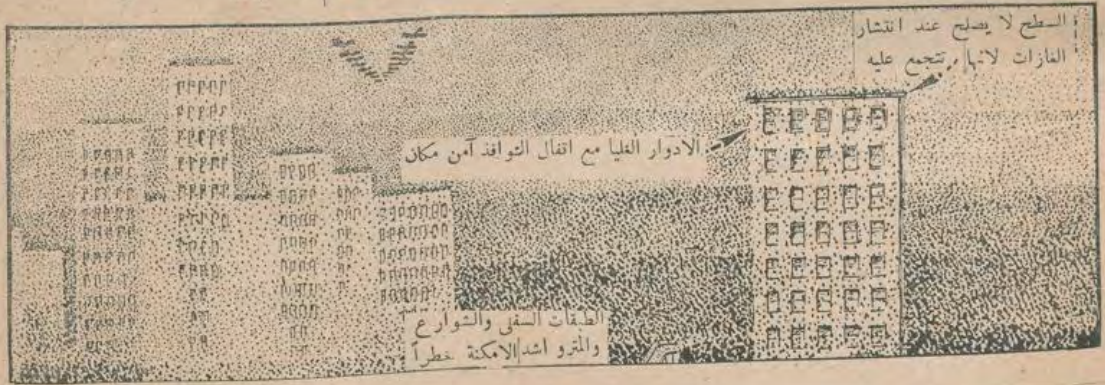 السطح لا يصلح عند انتشار
الغازات لانها تتجمع عليه
الادوار العليا مع اقفال النوافذ آمن مكان
الطبقات السفلى والشوارع
والمترو اشد الامكنة خطراً